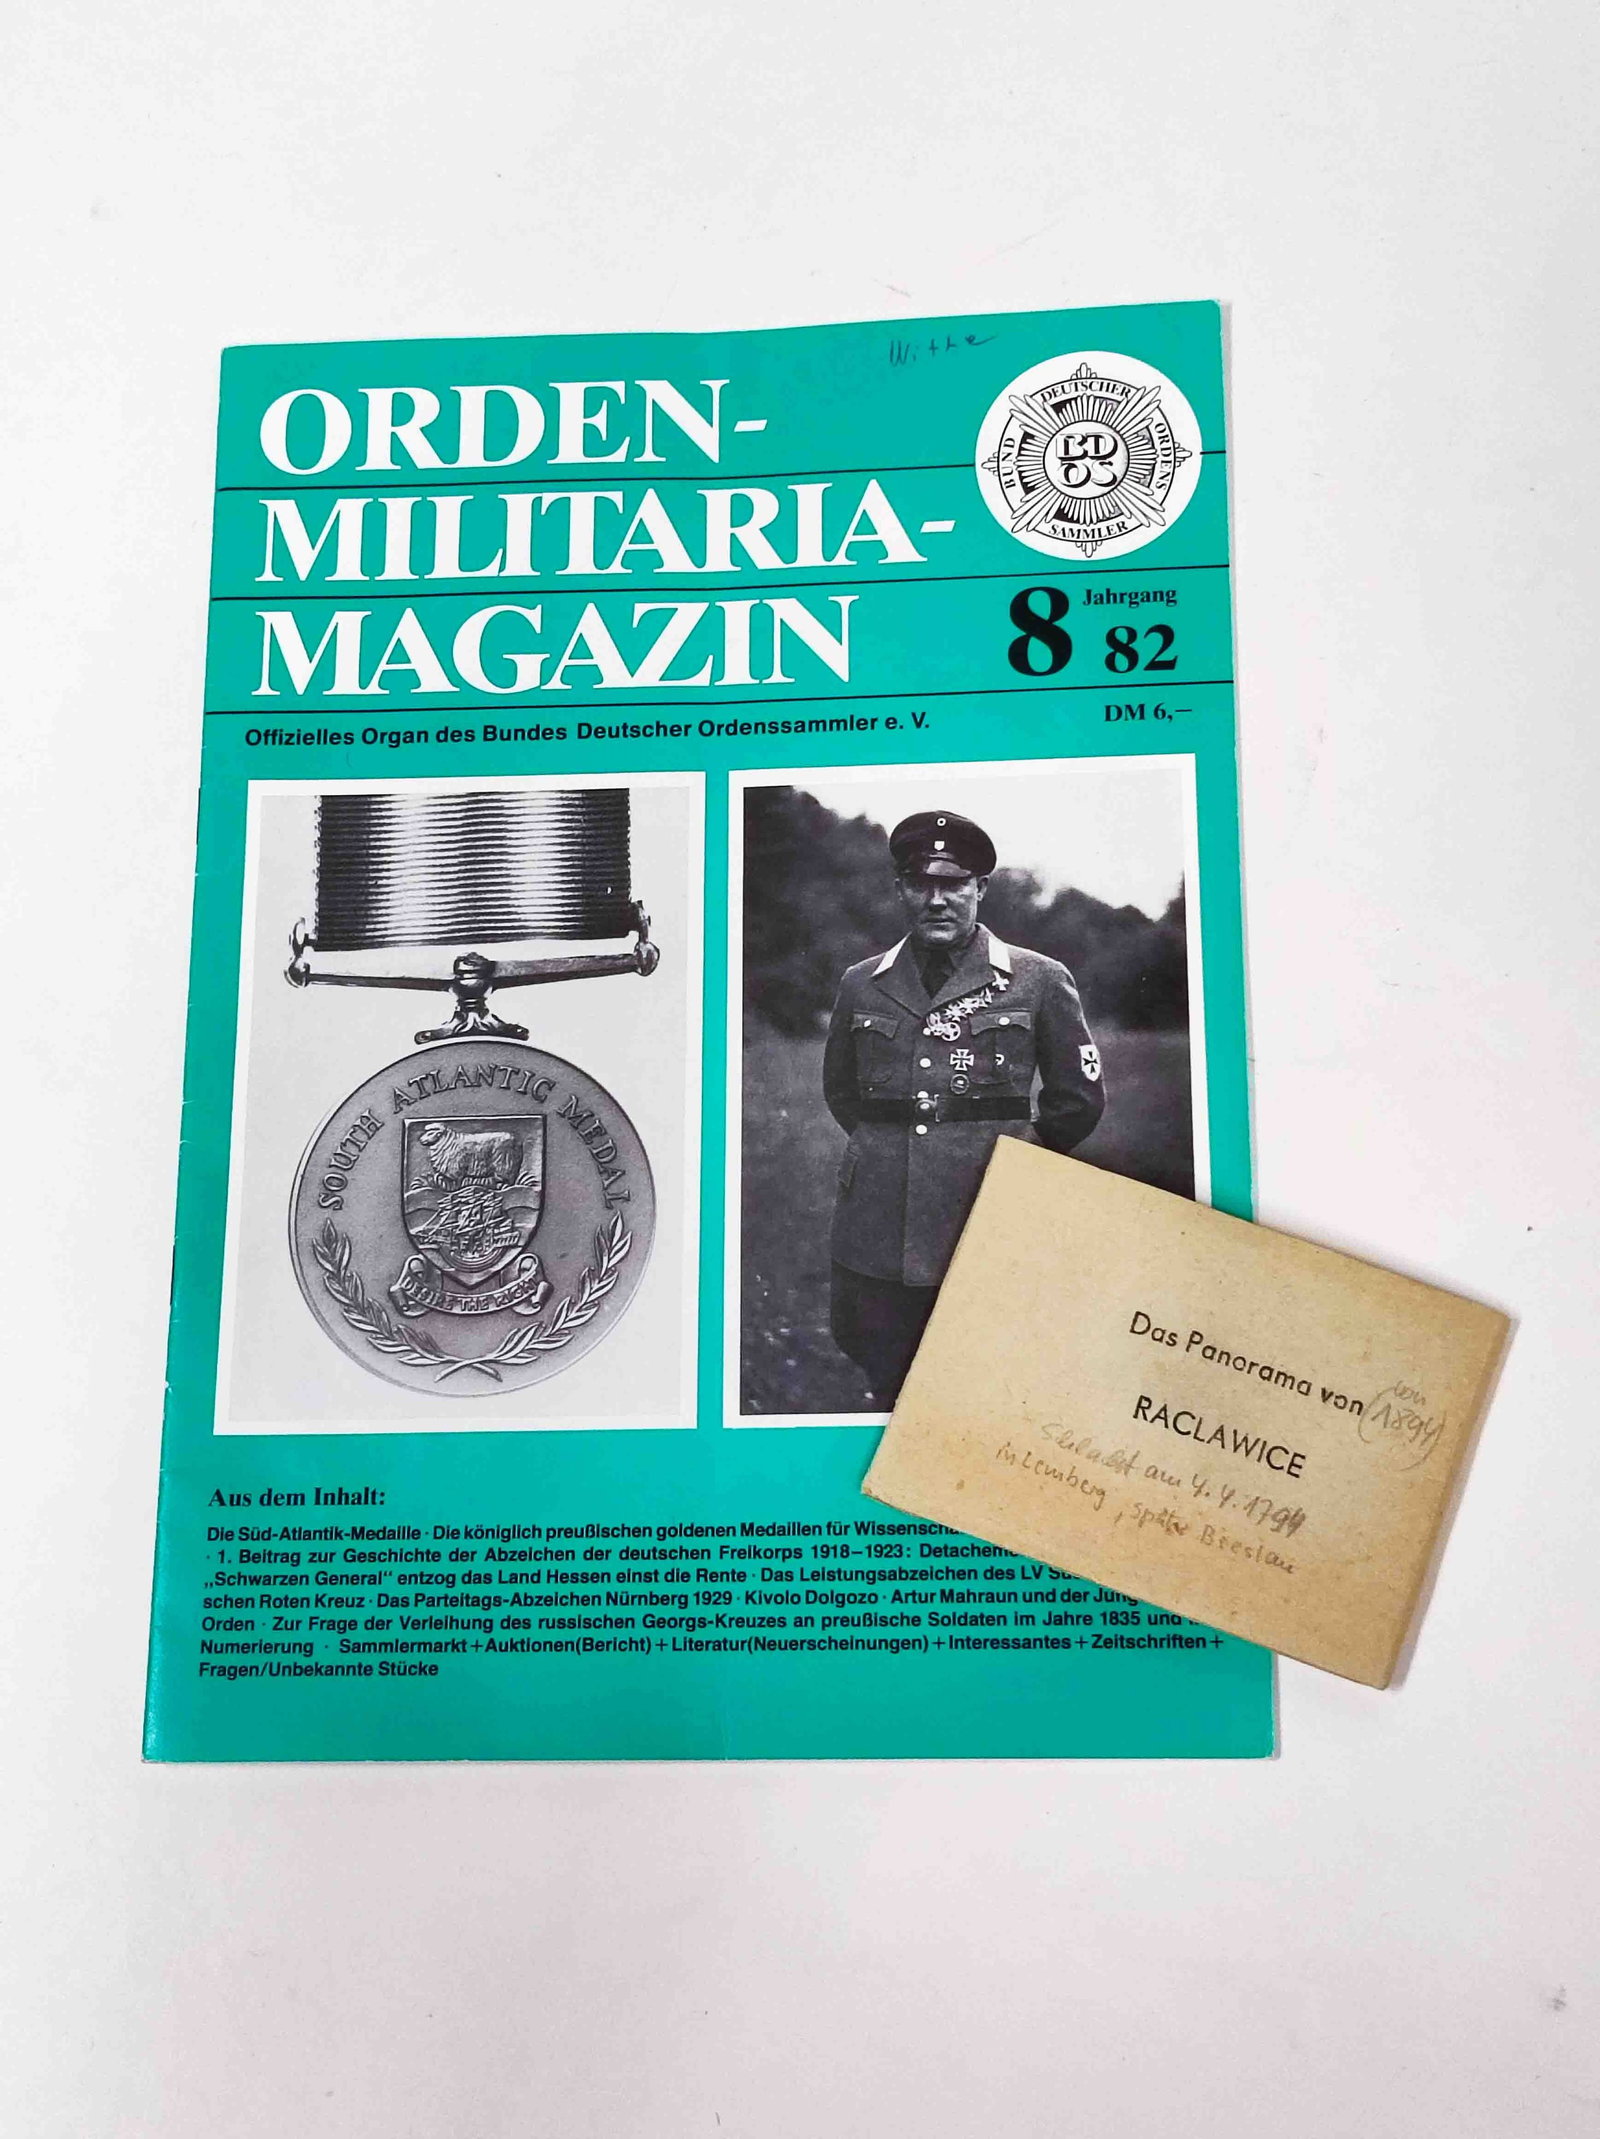 Witte
ORDEN-
BUND DEUTSCHER ORDENS SAMMLER
BD
OS
MILITARIA-
MAGAZIN
8 Jahrgang
82
DM 6,—
Offizielles Organ des Bundes Deutscher Ordenssammler e. V.
SOUTH ATLANTIC MEDAL
DESIRE THE RIGHT
Das Panorama von
von
(1894)
RACLAWICE
Schlacht am 4.4.1794
in Lemberg, später Breslau
Aus dem Inhalt:
Die Süd-Atlantik-Medaille · Die königlich preußischen goldenen Medaillen für
· 1. Beitrag zur Geschichte der Abzeichen der deutschen Freikorps 1918–1923:
„Schwarzen General“ entzog das Land Hessen einst die Rente · Das Leistungsabzeichen des LV
schen Roten Kreuz · Das Parteitags-Abzeichen Nürnberg 1929 · Kivolo Dolgozo · Artur Mahraun und der
Orden · Zur Frage der Verleihung des russischen Georgs-Kreuzes an preußische Soldaten im Jahre 1835 und
Numerierung · Sammlermarkt + Auktionen(Bericht) + Literatur(Neuerscheinungen) + Interessantes + Zeitschriften +
Fragen/Unbekannte Stücke